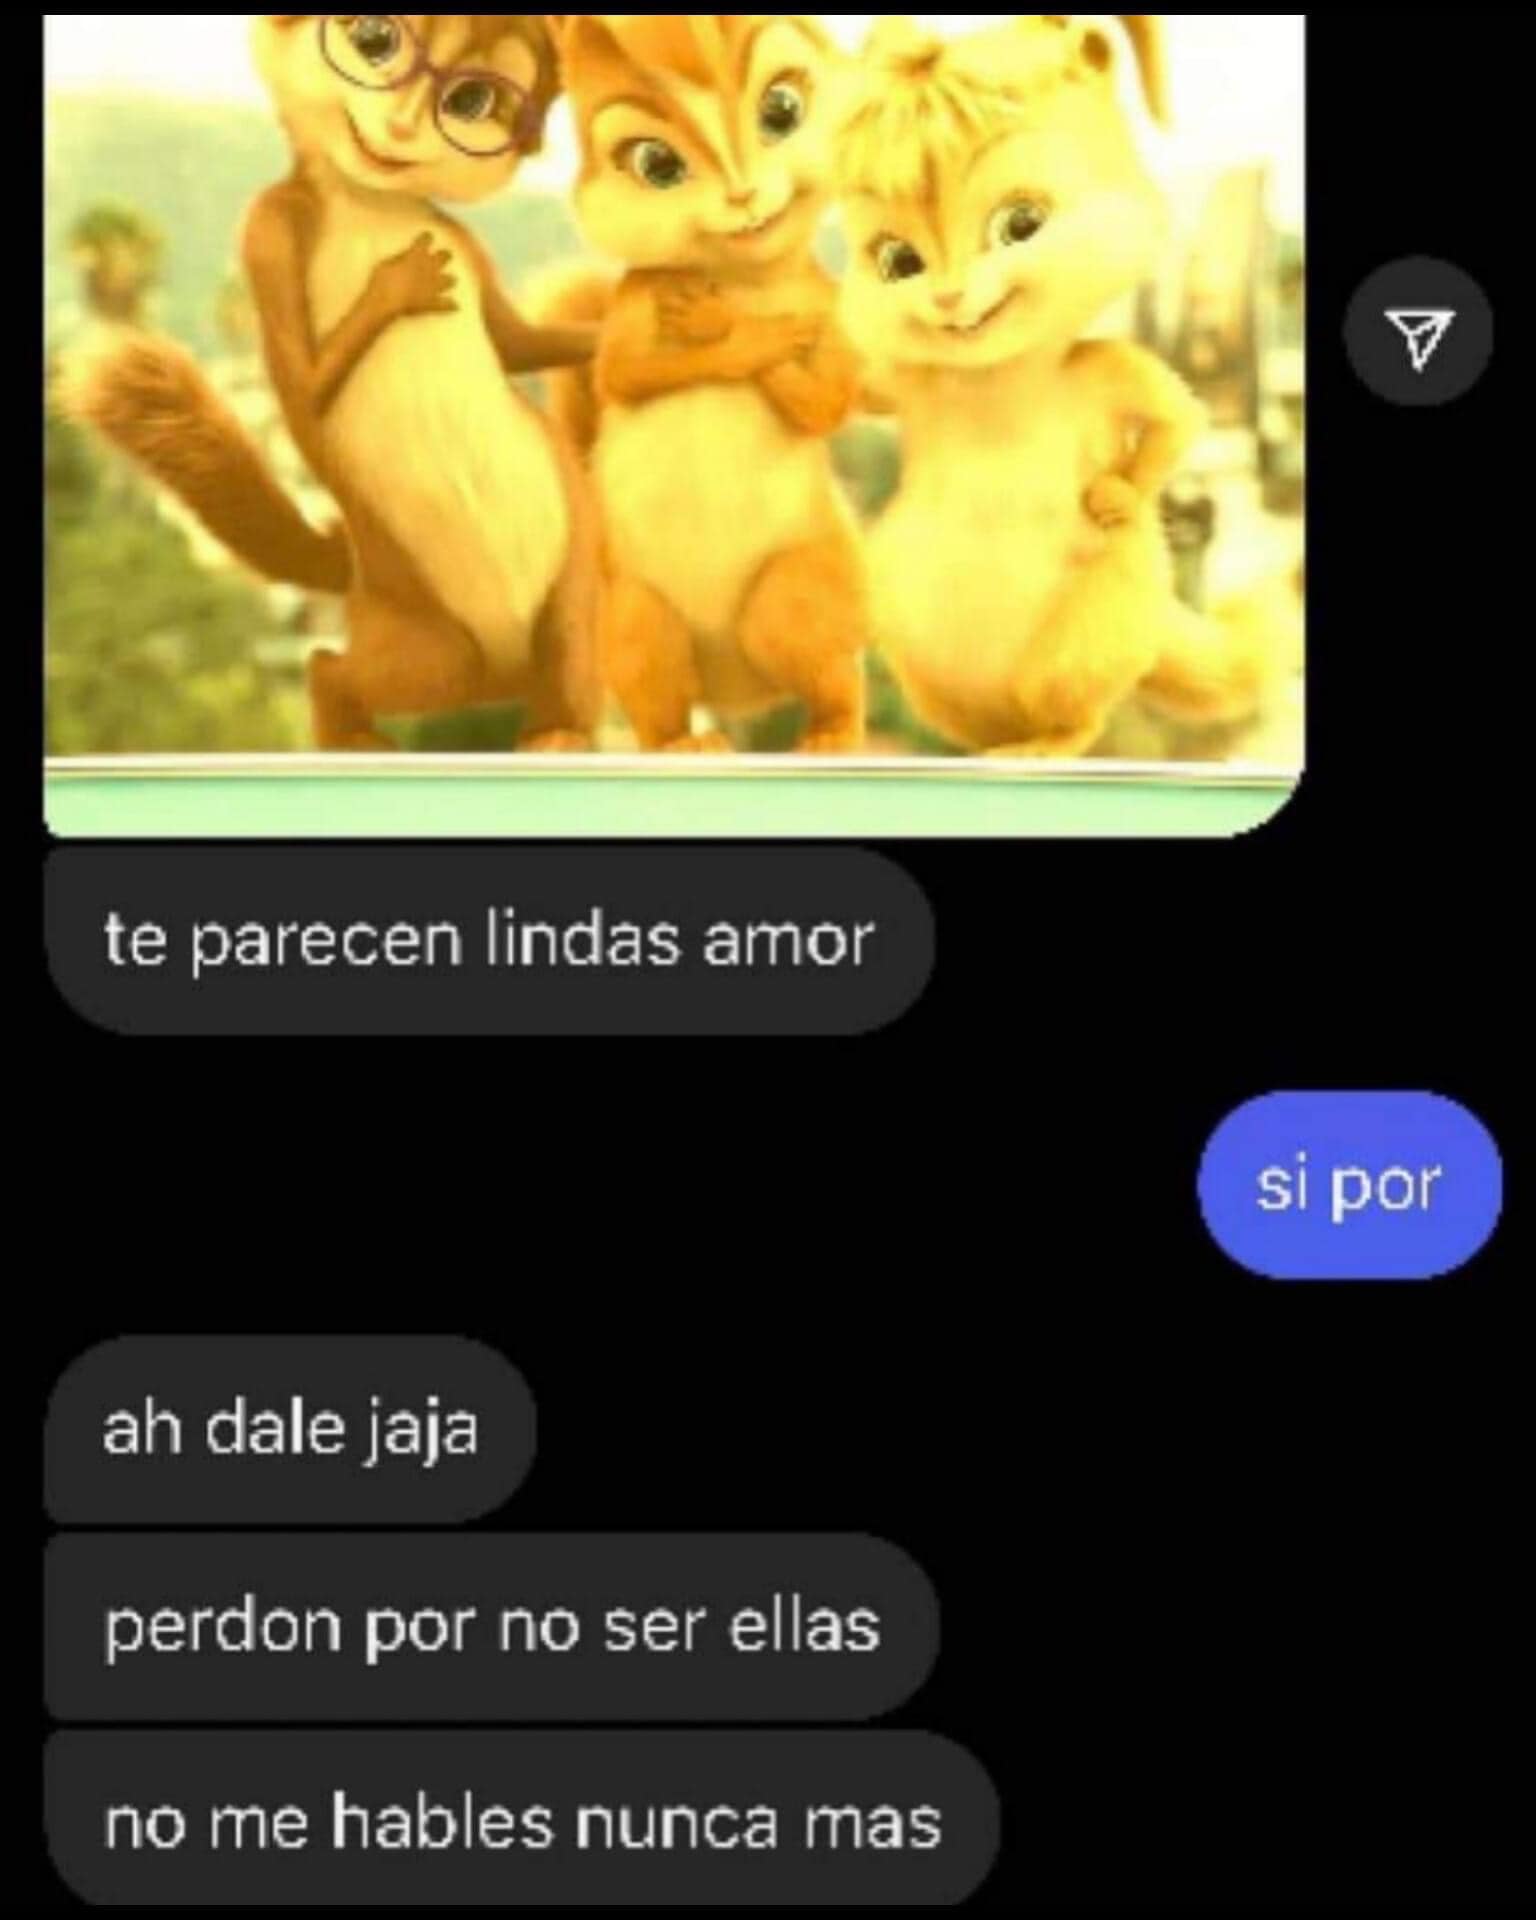 te parecen lindas amor
si por
ah dale jaja
perdon por no ser ellas
no me hables nunca mas